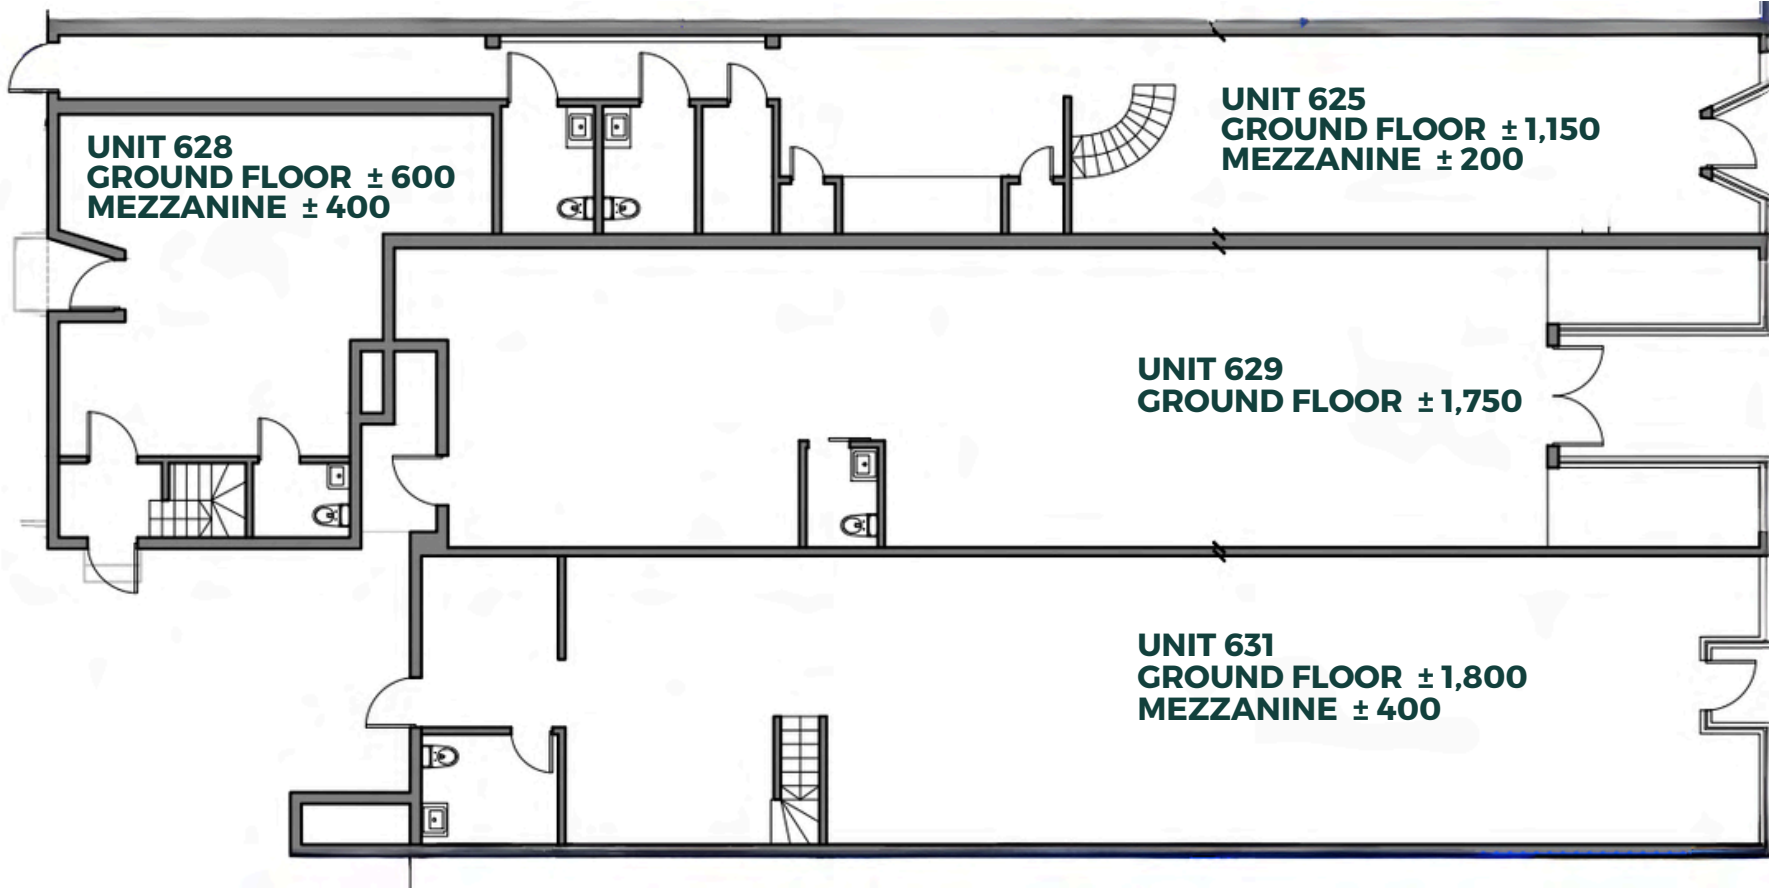 UNIT 628
GROUND FLOOR ± 600
MEZZANINE ± 400
UNIT 625
GROUND FLOOR ± 1,150
MEZZANINE ± 200
UNIT 629
GROUND FLOOR ± 1,750
UNIT 631
GROUND FLOOR ± 1,800
MEZZANINE ± 400